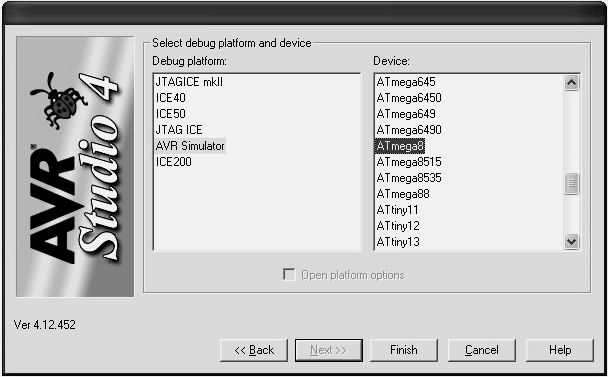 Select debug platform and device
Debug platform:
JTAGICE mkII
ICE40
ICE50
JTAG ICE
AVR Simulator
ICE200
Device:
ATmega645
ATmega6450
ATmega649
ATmega6490
ATmega8
ATmega8515
ATmega8535
ATmega88
ATtiny11
ATtiny12
ATtiny13
Open platform options
AVR®
Studio 4
Ver 4.12.452
<< Back
Next >>
Finish
Cancel
Help